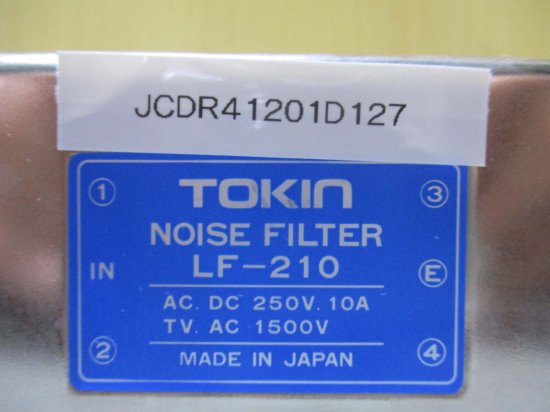 JCDR41201D127
① TOKIN ③
NOISE FILTER
IN LF-210 Ⓔ
AC. DC 250V. 10A
TV. AC 1500V
② MADE IN JAPAN ④